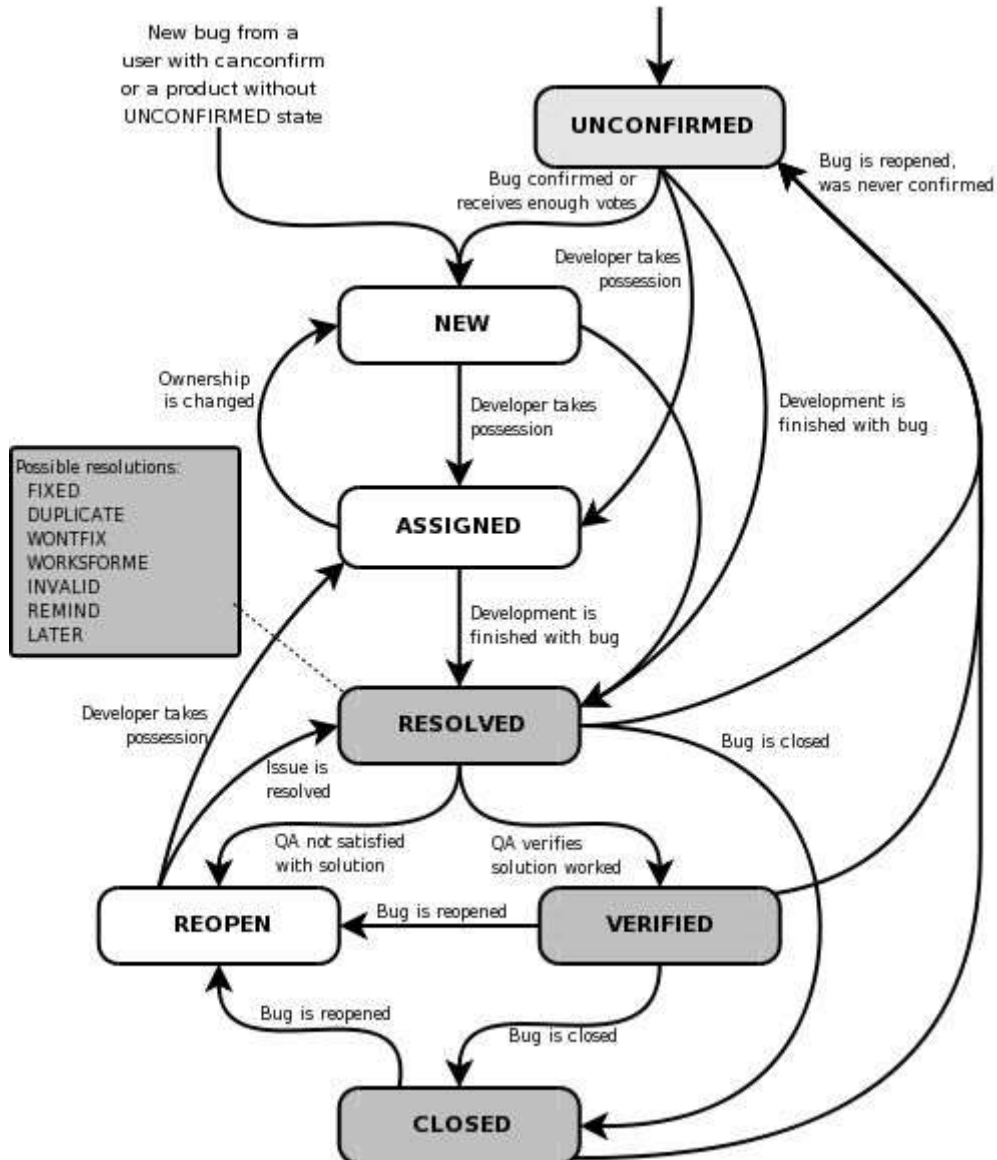 New bug from a
user with canconfirm
or a product without
UNCONFIRMED state
UNCONFIRMED
Bug is reopened,
was never confirmed
Bug confirmed or
receives enough votes
Developer takes
possession
NEW
Ownership
is changed
Developer takes
possession
Development is
finished with bug
Possible resolutions:
FIXED
DUPLICATE
WONTFIX
WORKSFORME
INVALID
REMIND
LATER
ASSIGNED
Development is
finished with bug
Developer takes
possession
RESOLVED
Bug is closed
Issue is
resolved
QA not satisfied
with solution
QA verifies
solution worked
REOPEN
Bug is reopened
VERIFIED
Bug is reopened
Bug is closed
CLOSED